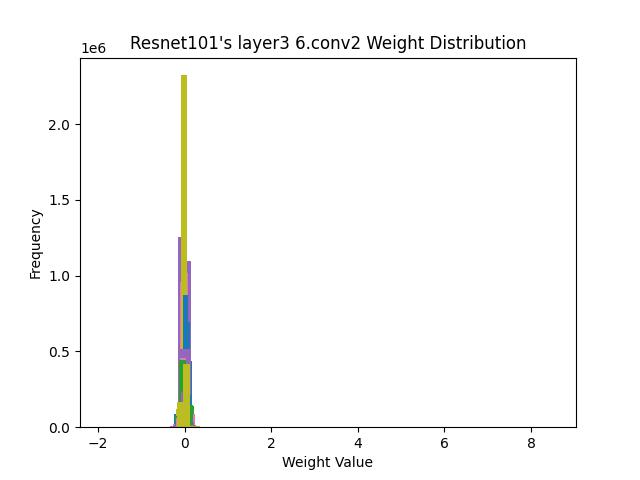 Resnet101's layer3 6.conv2 Weight Distribution
1e6
2.0
1.5
1.0
0.5
0.0
Frequency
−2 0 2 4 6 8
Weight Value